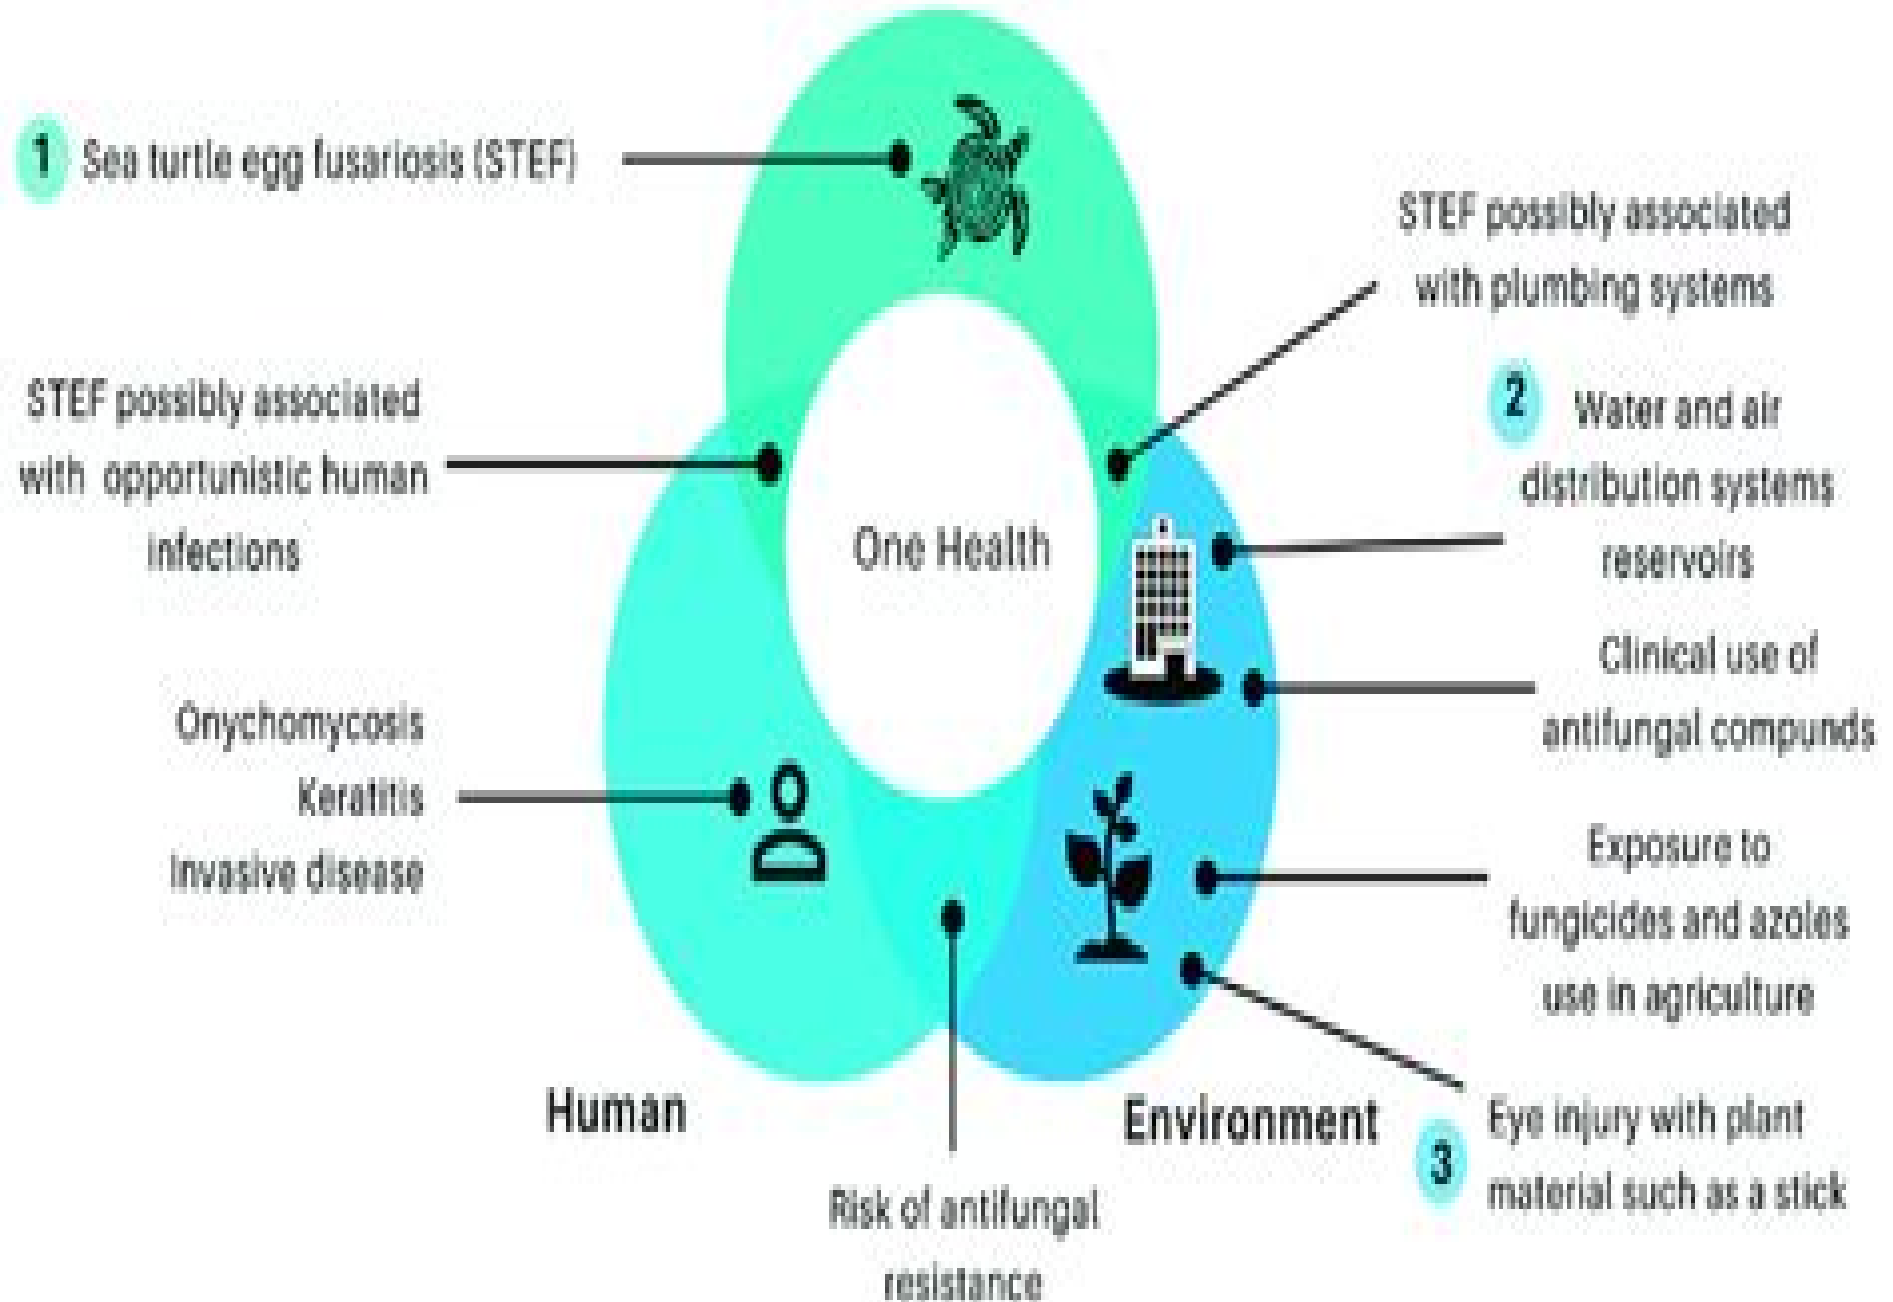 1 Sea turtle egg fusariosis (STEF)
STEF possibly associated
with plumbing systems
STEF possibly associated
with opportunistic human
infections
2 Water and air
distribution systems
reservoirs
One Health
Clinical use of
antifungal compunds
Onychomycosis
Keratitis
Invasive disease
Exposure to
fungicides and azoles
use in agriculture
Human
Environment
3 Eye injury with plant
material such as a stick
Risk of antifungal
resistance